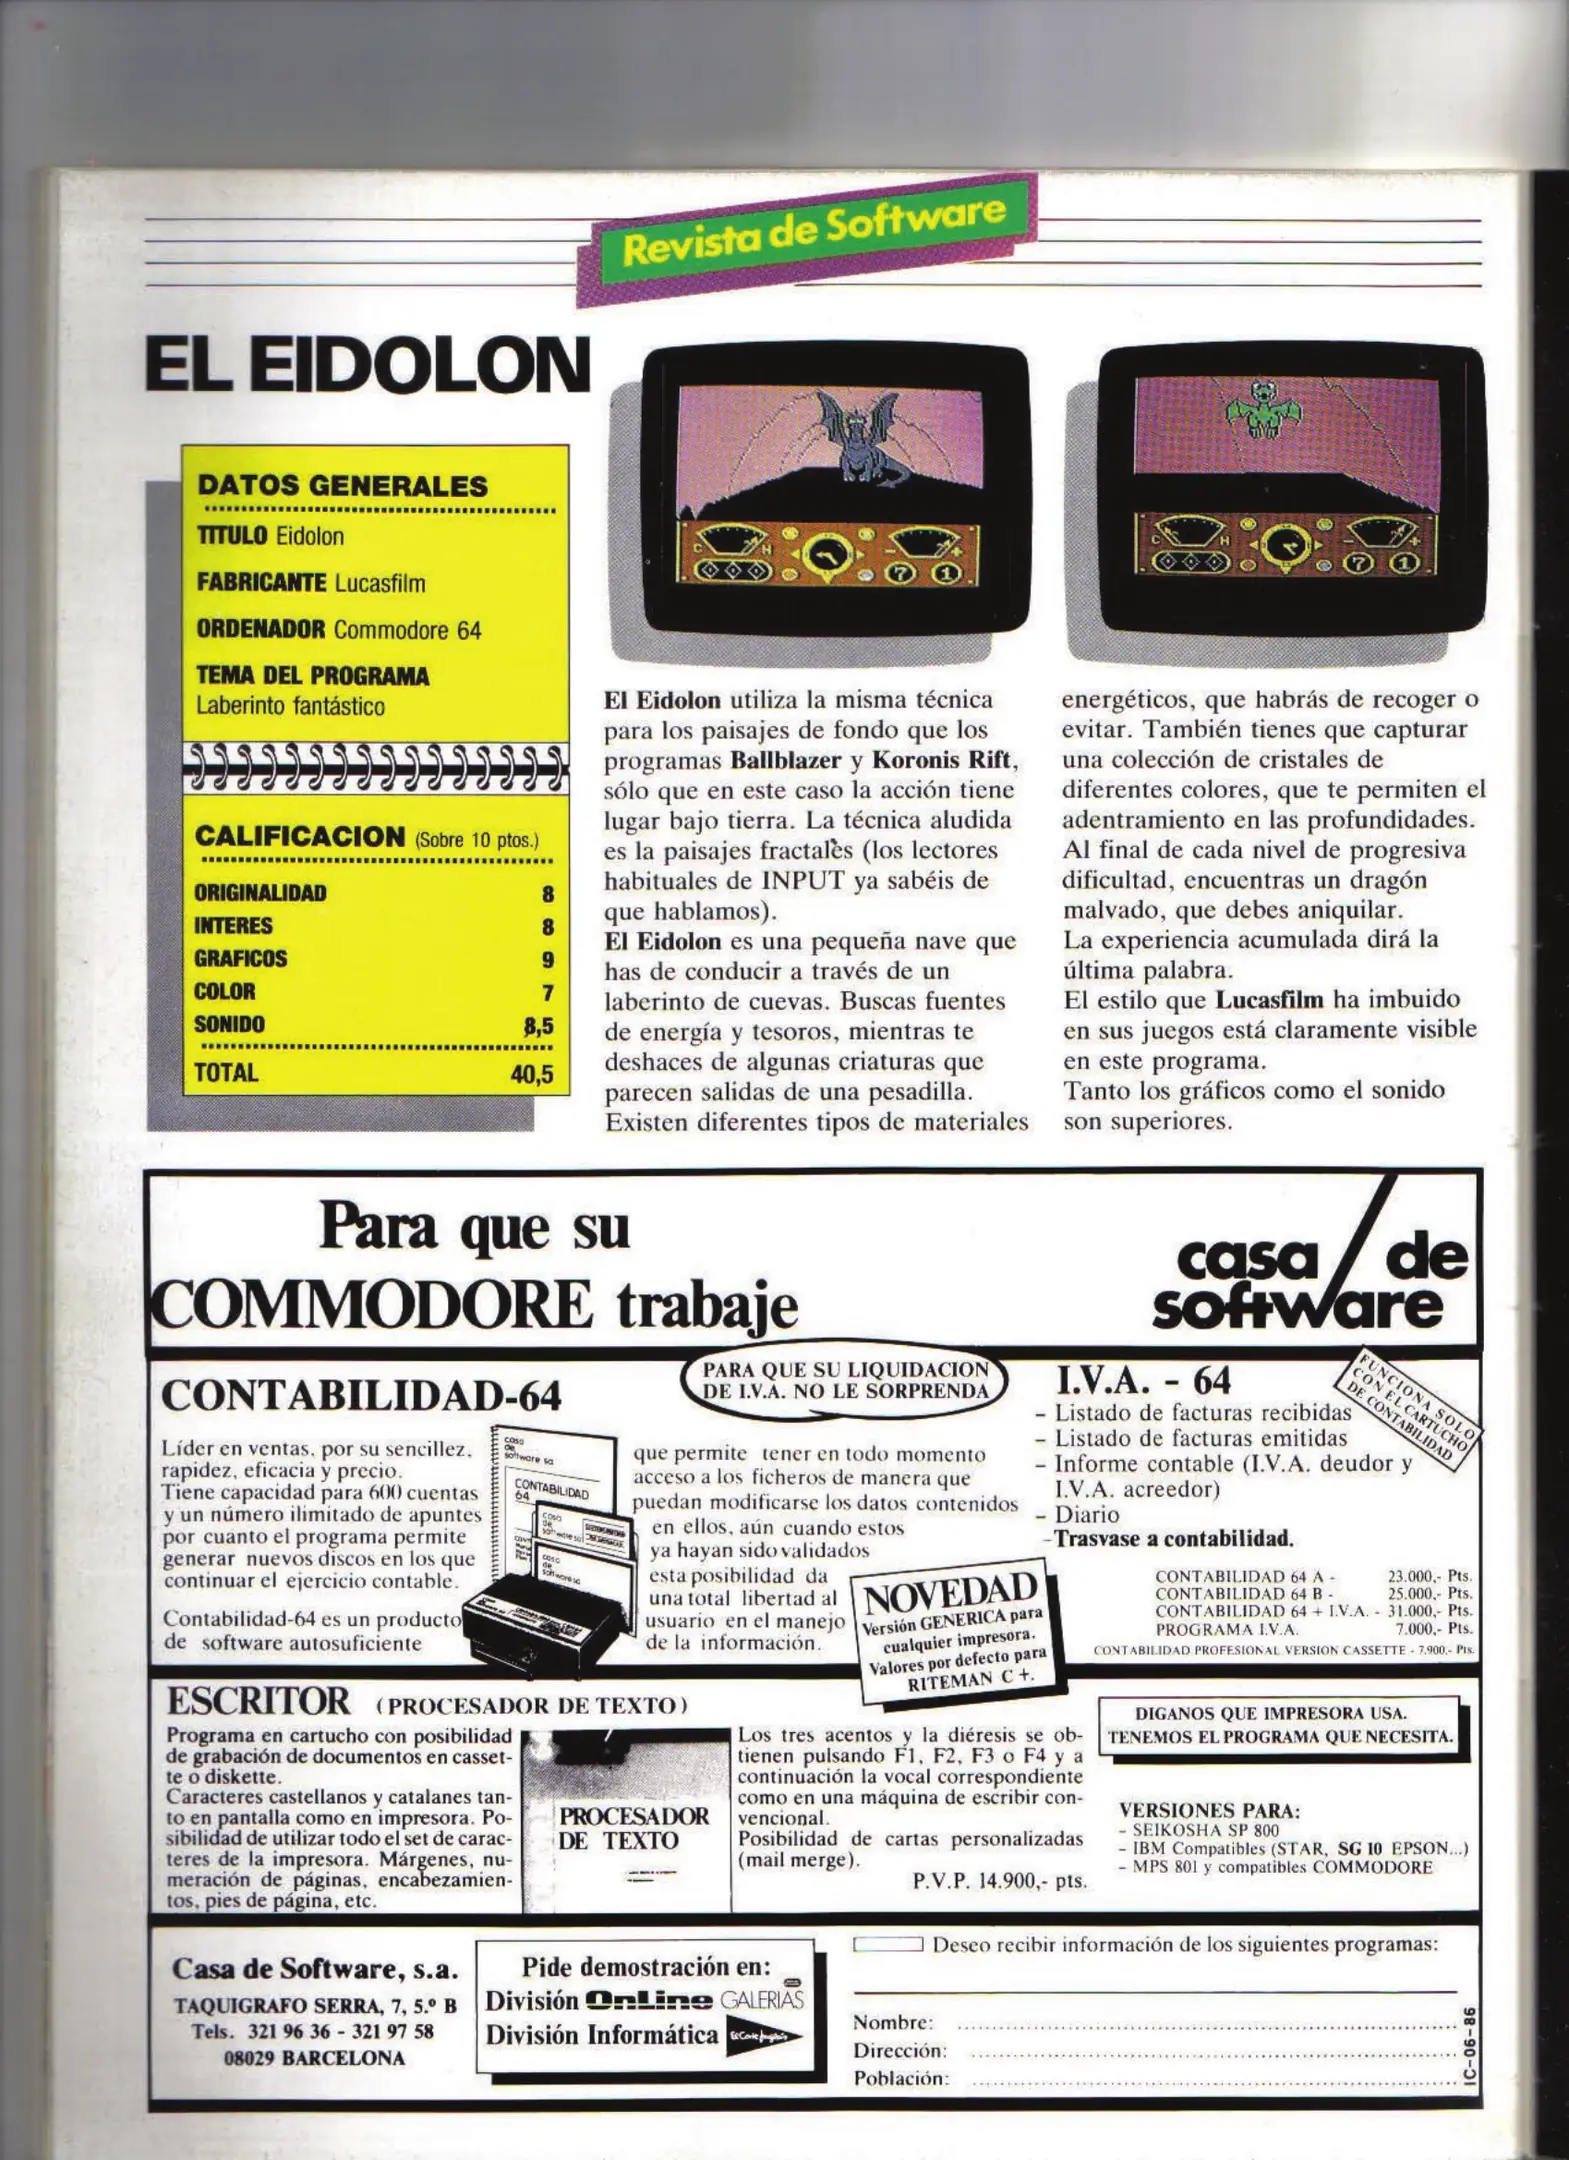 Revista de Software
EL EIDOLON
DATOS GENERALES
TITULO Eidolon
FABRICANTE Lucasfilm
ORDENADOR Commodore 64
TEMA DEL PROGRAMA
Laberinto fantástico
CALIFICACION (Sobre 10 ptos.)
ORIGINALIDAD 8
INTERES 8
GRAFICOS 9
COLOR 7
SONIDO 8,5
TOTAL 40,5
C H - +
7 1
C H - +
7 1
El Eidolon utiliza la misma técnica
para los paisajes de fondo que los
programas Ballblazer y Koronis Rift,
sólo que en este caso la acción tiene
lugar bajo tierra. La técnica aludida
es la paisajes fractalès (los lectores
habituales de INPUT ya sabéis de
que hablamos).
El Eidolon es una pequeña nave que
has de conducir a través de un
laberinto de cuevas. Buscas fuentes
de energía y tesoros, mientras te
deshaces de algunas criaturas que
parecen salidas de una pesadilla.
Existen diferentes tipos de materiales
energéticos, que habrás de recoger o
evitar. También tienes que capturar
una colección de cristales de
diferentes colores, que te permiten el
adentramiento en las profundidades.
Al final de cada nivel de progresiva
dificultad, encuentras un dragón
malvado, que debes aniquilar.
La experiencia acumulada dirá la
última palabra.
El estilo que Lucasfilm ha imbuido
en sus juegos está claramente visible
en este programa.
Tanto los gráficos como el sonido
son superiores.
Para que su
COMMODORE trabaje
casa de
software
CONTABILIDAD-64
PARA QUE SU LIQUIDACION
DE I.V.A. NO LE SORPRENDA
Líder en ventas, por su sencillez,
rapidez, eficacia y precio.
Tiene capacidad para 600 cuentas
y un número ilimitado de apuntes
por cuanto el programa permite
generar nuevos discos en los que
continuar el ejercicio contable.
Contabilidad-64 es un producto
de software autosuficiente
casa
de
software sa
CONTABILIDAD
64
casa
de
software sa
casa
de
software sa
que permite tener en todo momento
acceso a los ficheros de manera que
puedan modificarse los datos contenidos
en ellos, aún cuando estos
ya hayan sido validados
esta posibilidad da
una total libertad al
usuario en el manejo
de la información.
NOVEDAD
Versión GENERICA para
cualquier impresora.
Valores por defecto para
RITEMAN C +.
I.V.A. - 64
FUNCIONA SOLO
CON EL CARTUCHO
DE CONTABILIDAD
- Listado de facturas recibidas
- Listado de facturas emitidas
- Informe contable (I.V.A. deudor y
I.V.A. acreedor)
- Diario
- Trasvase a contabilidad.
CONTABILIDAD 64 A - 23.000,- Pts.
CONTABILIDAD 64 B - 25.000,- Pts.
CONTABILIDAD 64 + I.V.A. - 31.000,- Pts.
PROGRAMA I.V.A. 7.000,- Pts.
CONTABILIDAD PROFESIONAL VERSION CASSETTE - 7.900,- Pts.
ESCRITOR (PROCESADOR DE TEXTO)
Programa en cartucho con posibilidad
de grabación de documentos en casset-
te o diskette.
Caracteres castellanos y catalanes tan-
to en pantalla como en impresora. Po-
sibilidad de utilizar todo el set de carac-
teres de la impresora. Márgenes, nu-
meración de páginas, encabezamien-
tos, pies de página, etc.
PROCESADOR
DE TEXTO
Los tres acentos y la diéresis se ob-
tienen pulsando F1, F2, F3 o F4 y a
continuación la vocal correspondiente
como en una máquina de escribir con-
vencional.
Posibilidad de cartas personalizadas
(mail merge).
P.V.P. 14.900,- pts.
DIGANOS QUE IMPRESORA USA.
TENEMOS EL PROGRAMA QUE NECESITA.
VERSIONES PARA:
- SEIKOSHA SP 800
- IBM Compatibles (STAR, SG 10 EPSON...)
- MPS 801 y compatibles COMMODORE
Casa de Software, s.a.
TAQUIGRAFO SERRA, 7, 5.º B
Tels. 321 96 36 - 321 97 58
08029 BARCELONA
Pide demostración en:
División OnLine GALERIAS
División Informática El Corte Inglés
Deseo recibir información de los siguientes programas:
Nombre:
Dirección:
Población:
IC-06-86